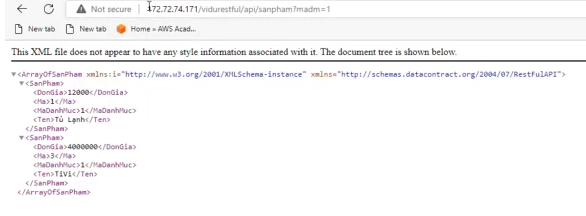 Not secure | 172.72.74.171/vidurestful/api/sanpham?madm=1
New tab New tab Home » AWS Acad...
This XML file does not appear to have any style information associated with it. The document tree is shown below.
▼<ArrayOfSanPham xmlns:i="http://www.w3.org/2001/XMLSchema-instance" xmlns="http://schemas.datacontract.org/2004/07/RestFulAPI">
▼<SanPham>
<DonGia>12000</DonGia>
<Ma>1</Ma>
<MaDanhMuc>1</MaDanhMuc>
<Ten>Tủ Lạnh</Ten>
</SanPham>
▼<SanPham>
<DonGia>4000000</DonGia>
<Ma>3</Ma>
<MaDanhMuc>1</MaDanhMuc>
<Ten>TiVi</Ten>
</SanPham>
</ArrayOfSanPham>